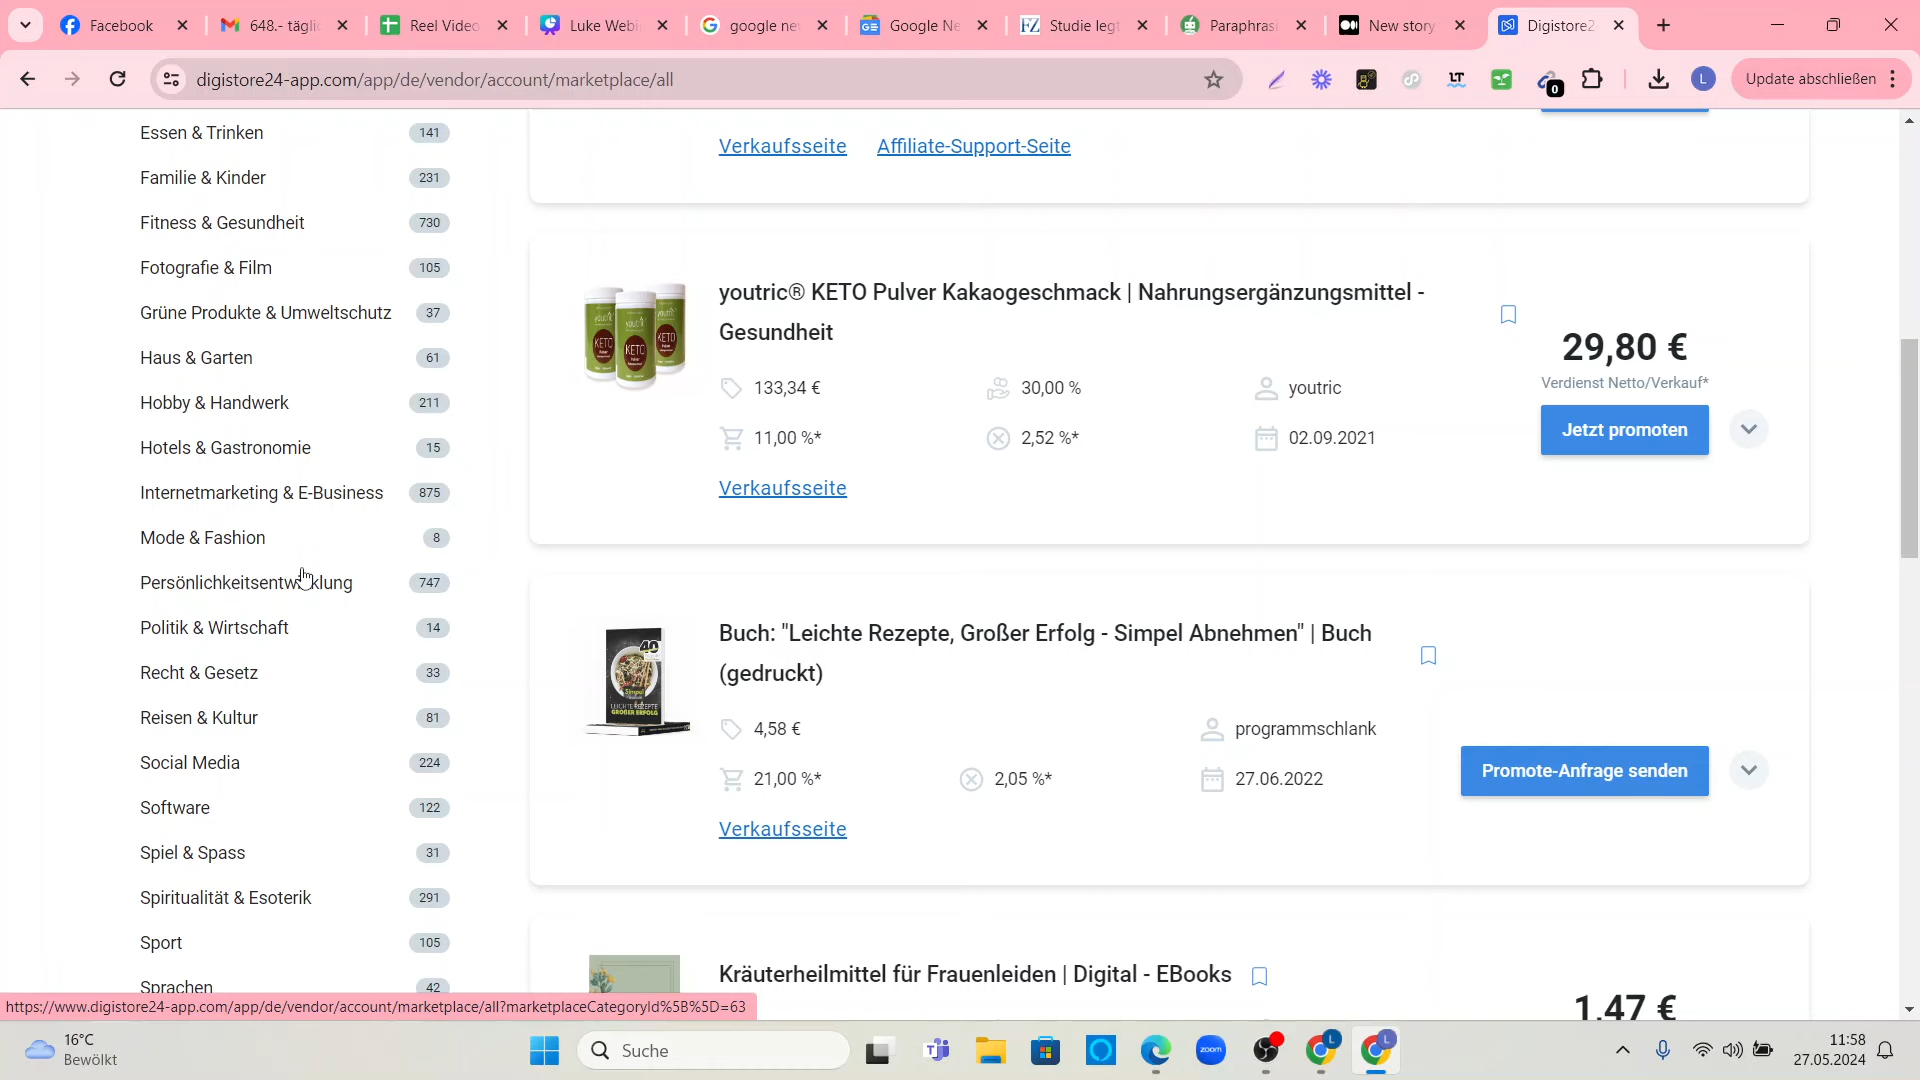 Facebook
648.- täglic
Reel Video
Luke Webi
google ne
Google Ne
Studie legt
Paraphrasi
New story
Digistore2
digistore24-app.com/app/de/vendor/account/marketplace/all
LT
0
L
Update abschließen
Essen & Trinken 141
Familie & Kinder 231
Fitness & Gesundheit 730
Fotografie & Film 105
Grüne Produkte & Umweltschutz 37
Haus & Garten 61
Hobby & Handwerk 211
Hotels & Gastronomie 15
Internetmarketing & E-Business 875
Mode & Fashion 8
Persönlichkeitsentwicklung 747
Politik & Wirtschaft 14
Recht & Gesetz 33
Reisen & Kultur 81
Social Media 224
Software 122
Spiel & Spass 31
Spiritualität & Esoterik 291
Sport 105
Sprachen 42
Verkaufsseite Affiliate-Support-Seite
youtric® KETO Pulver Kakaogeschmack | Nahrungsergänzungsmittel -
Gesundheit
133,34 € 30,00 % youtric
11,00 %* 2,52 %* 02.09.2021
Verkaufsseite
29,80 €
Verdienst Netto/Verkauf*
Jetzt promoten
Buch: "Leichte Rezepte, Großer Erfolg - Simpel Abnehmen" | Buch
(gedruckt)
4,58 € programmschlank
21,00 %* 2,05 %* 27.06.2022
Verkaufsseite
Promote-Anfrage senden
Kräuterheilmittel für Frauenleiden | Digital - EBooks
1,47 €
https://www.digistore24-app.com/app/de/vendor/account/marketplace/all?marketplaceCategoryId%5B%5D=63
16°C
Bewölkt
Suche
zoom
11:58
27.05.2024